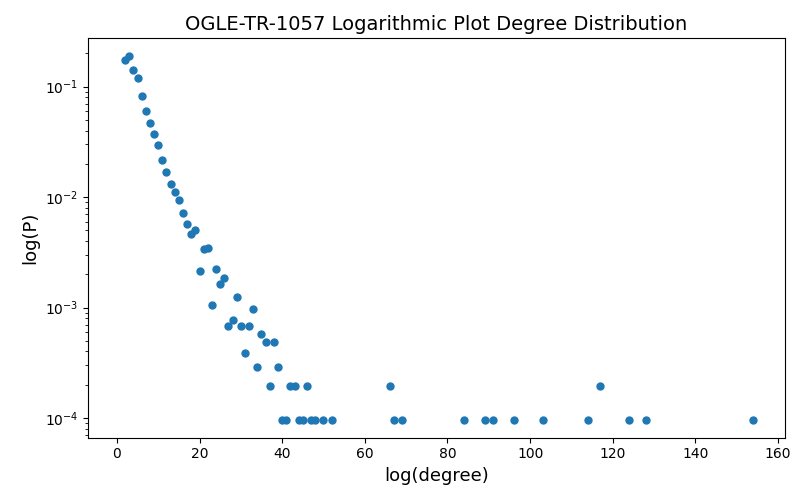 OGLE-TR-1057 Logarithmic Plot Degree Distribution
log(P)
10⁻¹
10⁻²
10⁻³
10⁻⁴
0 20 40 60 80 100 120 140 160
log(degree)